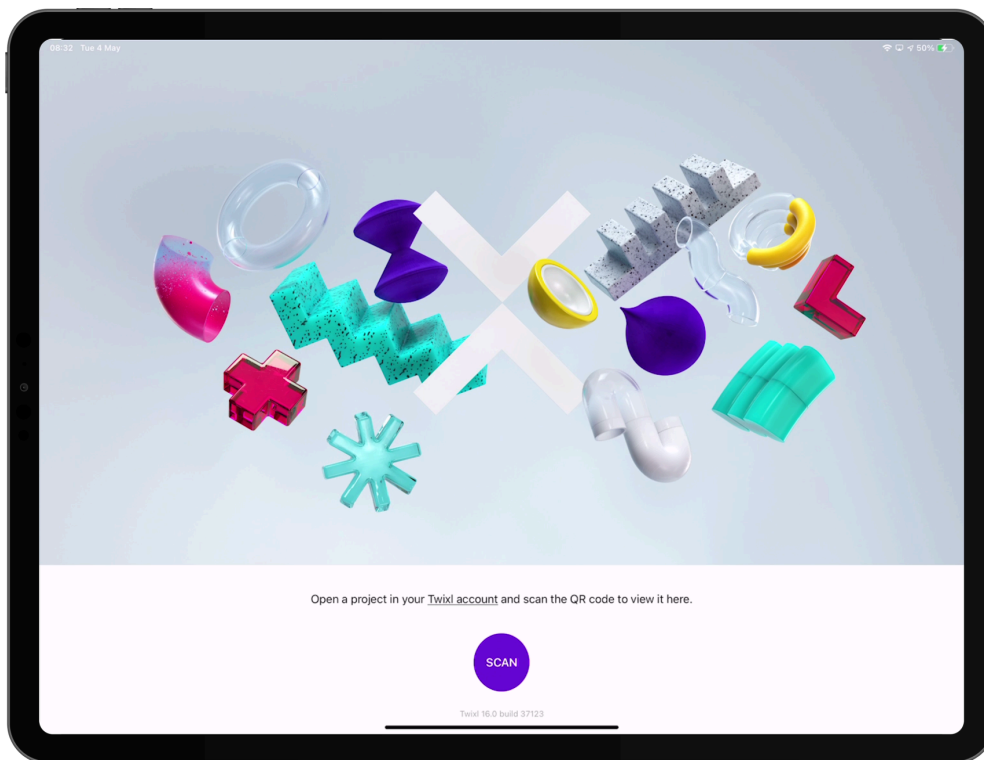 08:32 Tue 4 May
50%
Open a project in your Twixl account and scan the QR code to view it here.
SCAN
Twixl 16.0 build 37123